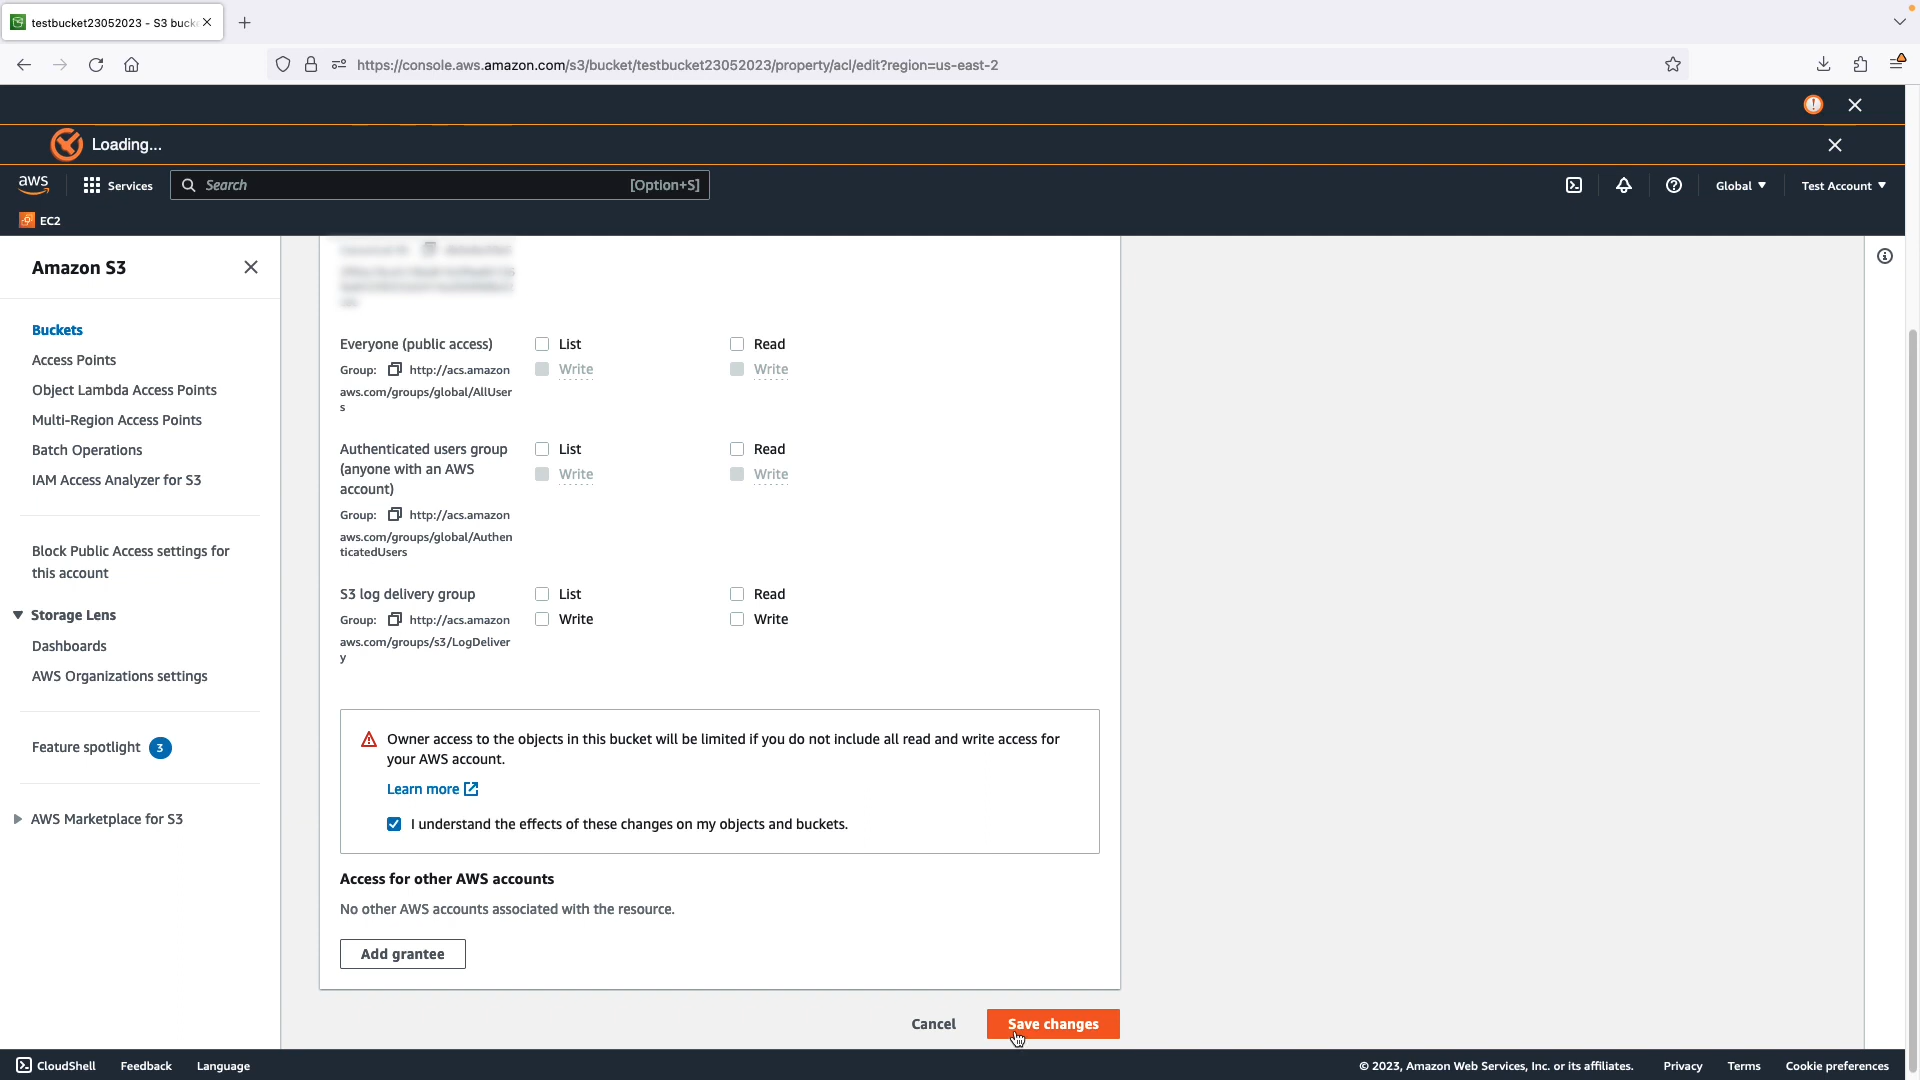 testbucket23052023 - S3 buck
https://console.aws.amazon.com/s3/bucket/testbucket23052023/property/acl/edit?region=us-east-2
Loading...
aws
Services
Search
[Option+S]
Global
Test Account
EC2
Amazon S3
Buckets
Access Points
Object Lambda Access Points
Multi-Region Access Points
Batch Operations
IAM Access Analyzer for S3
Block Public Access settings for
this account
Storage Lens
Dashboards
AWS Organizations settings
Feature spotlight 3
AWS Marketplace for S3
Everyone (public access)
Group: http://acs.amazon
aws.com/groups/global/AllUser
s
List
Write
Read
Write
Authenticated users group
(anyone with an AWS
account)
Group: http://acs.amazon
aws.com/groups/global/Authen
ticatedUsers
List
Write
Read
Write
S3 log delivery group
Group: http://acs.amazon
aws.com/groups/s3/LogDeliver
y
List
Write
Read
Write
Owner access to the objects in this bucket will be limited if you do not include all read and write access for
your AWS account.
Learn more
I understand the effects of these changes on my objects and buckets.
Access for other AWS accounts
No other AWS accounts associated with the resource.
Add grantee
Cancel
Save changes
CloudShell
Feedback
Language
© 2023, Amazon Web Services, Inc. or its affiliates.
Privacy
Terms
Cookie preferences